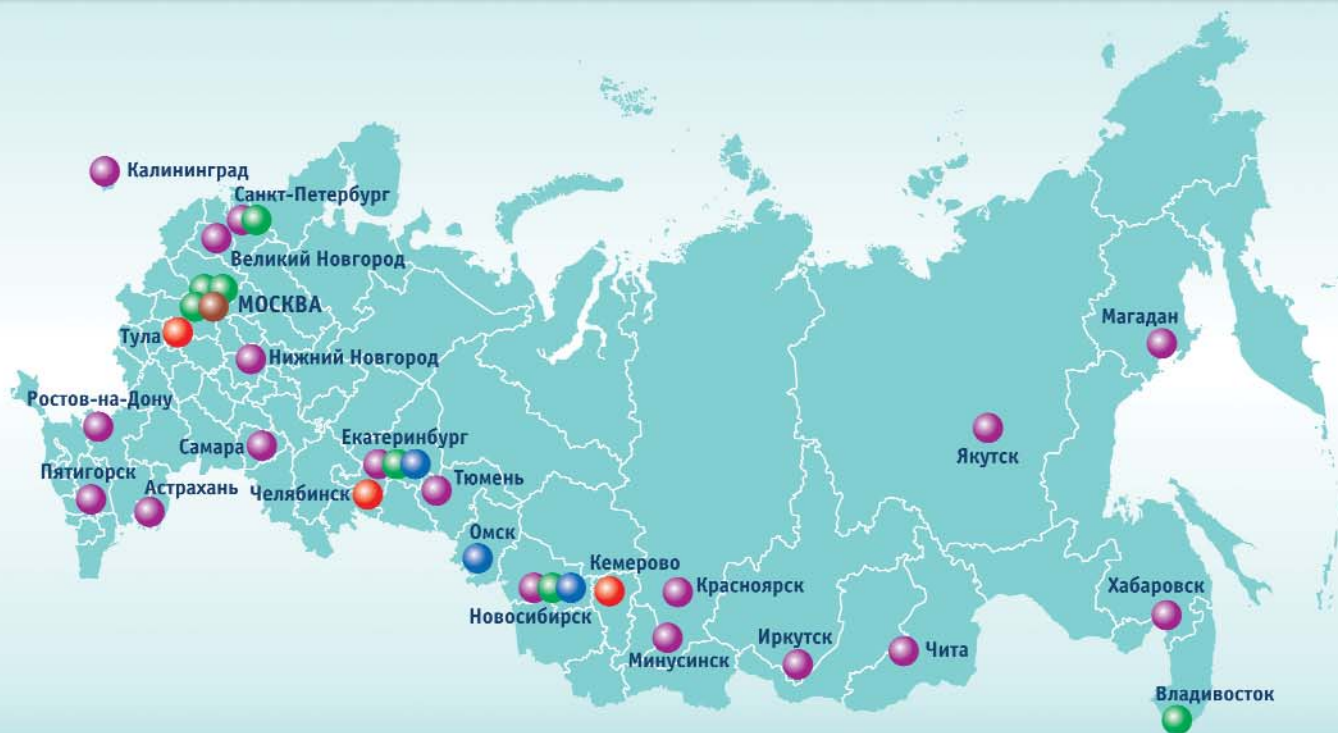 Калининград
Санкт-Петербург
Великий Новгород
МОСКВА
Тула
Нижний Новгород
Магадан
Ростов-на-Дону
Самара
Екатеринбург
Якутск
Пятигорск
Астрахань
Челябинск
Тюмень
Омск
Кемерово
Красноярск
Хабаровск
Новосибирск
Минусинск
Иркутск
Чита
Владивосток